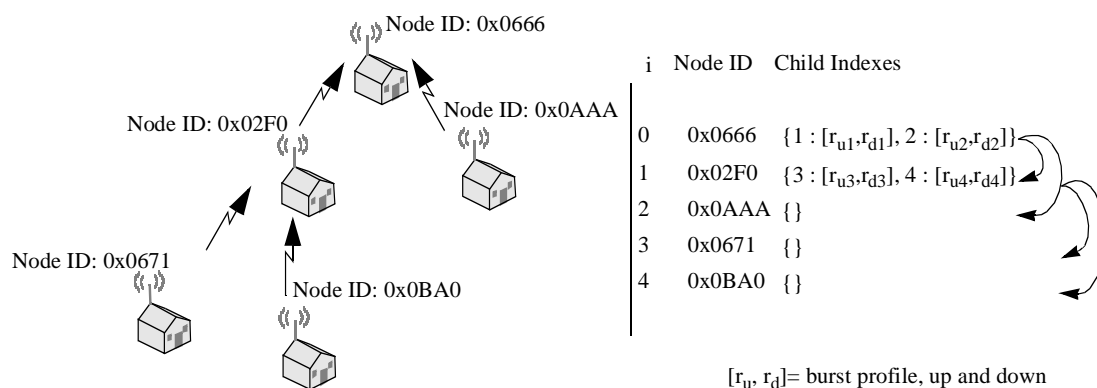 Node ID: 0x0666
Node ID: 0x0AAA
Node ID: 0x02F0
Node ID: 0x0671
Node ID: 0x0BA0
i Node ID Child Indexes
0 0x0666 {1 : [ru1,rd1], 2 : [ru2,rd2]}
1 0x02F0 {3 : [ru3,rd3], 4 : [ru4,rd4]}
2 0x0AAA {}
3 0x0671 {}
4 0x0BA0 {}
[ru, rd]= burst profile, up and down